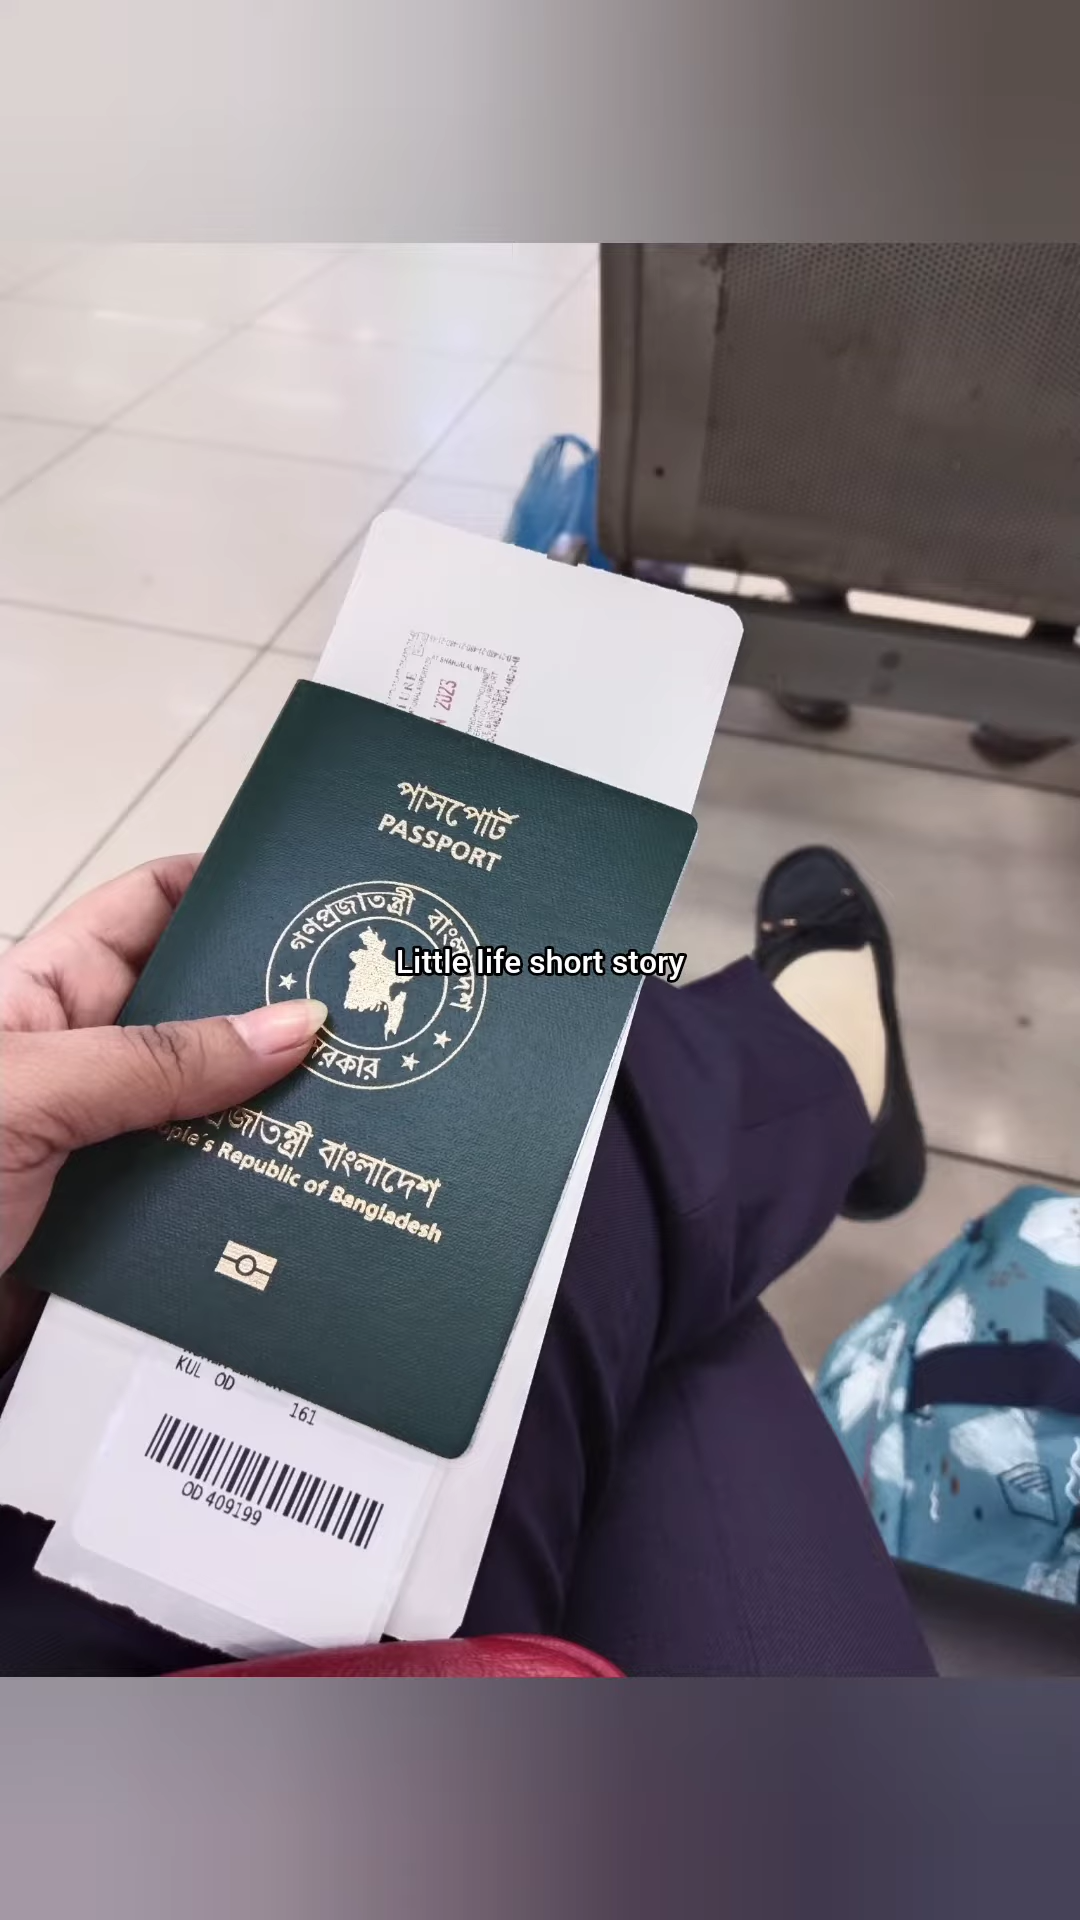 2023
পাসপোর্ট
PASSPORT
গণপ্রজাতন্ত্রী বাংলাদেশ
Little life short story
People's Republic of Bangladesh
KUL OD
161
OD 409199